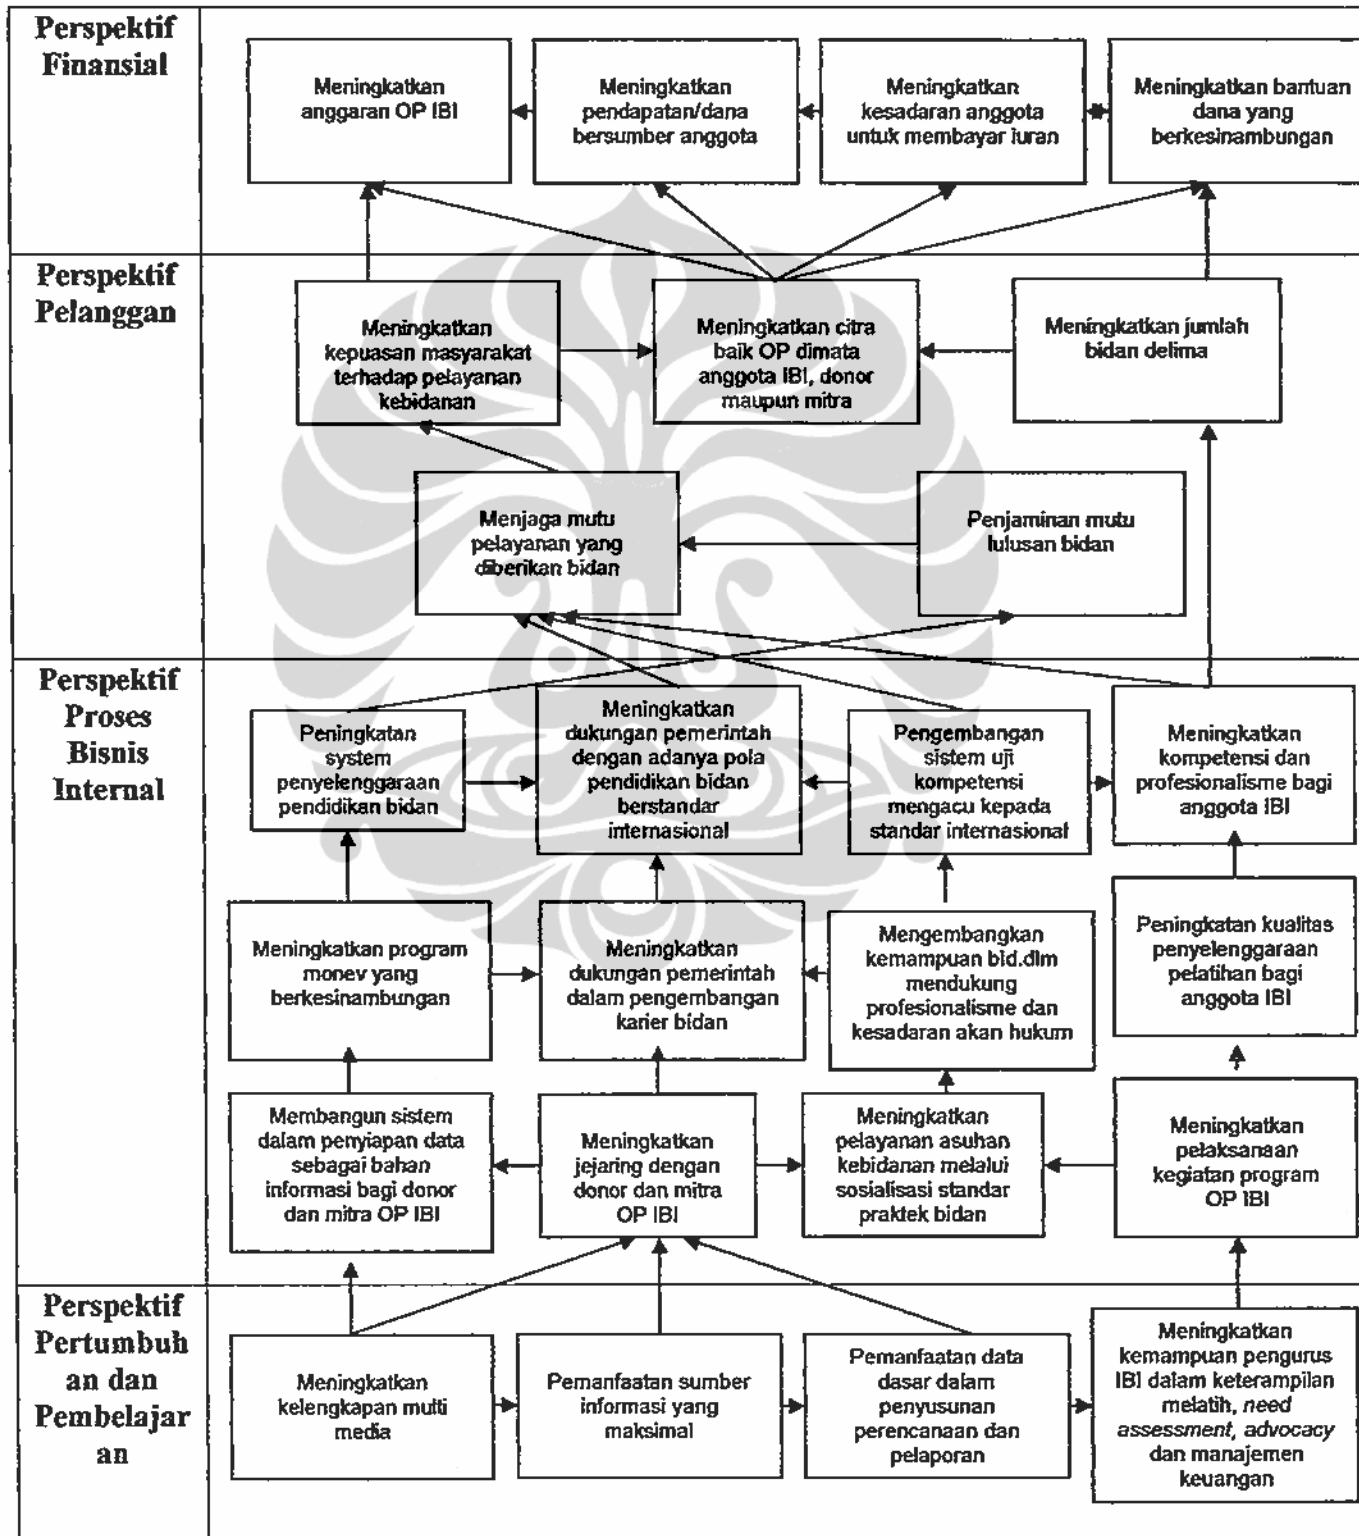 Perspektif
Finansial
Meningkatkan
anggaran OP IBI
Meningkatkan
pendapatan/dana
bersumber anggota
Meningkatkan
kesadaran anggota
untuk membayar iuran
Meningkatkan bantuan
dana yang
berkesinambungan
Perspektif
Pelanggan
Meningkatkan
kepuasan masyarakat
terhadap pelayanan
kebidanan
Meningkatkan citra
baik OP dimata
anggota IBI, donor
maupun mitra
Meningkatkan jumlah
bidan delima
Menjaga mutu
pelayanan yang
diberikan bidan
Penjaminan mutu
lulusan bidan
Perspektif
Proses
Bisnis
Internal
Peningkatan
system
penyelenggaraan
pendidikan bidan
Meningkatkan
dukungan pemerintah
dengan adanya pola
pendidikan bidan
berstandar
internasional
Pengembangan
sistem uji
kompetensi
mengacu kepada
standar internasional
Meningkatkan
kompetensi dan
profesionalisme bagi
anggota IBI
Meningkatkan program
monev yang
berkesinambungan
Meningkatkan
dukungan pemerintah
dalam pengembangan
karier bidan
Mengembangkan
kemampuan bid.dlm
mendukung
profesionalisme dan
kesadaran akan hukum
Peningkatan kualitas
penyelenggaraan
pelatihan bagi
anggota IBI
Membangun sistem
dalam penyiapan data
sebagai bahan
informasi bagi donor
dan mitra OP IBI
Meningkatkan
jejaring dengan
donor dan mitra
OP IBI
Meningkatkan
pelayanan asuhan
kebidanan melalui
sosialisasi standar
praktek bidan
Meningkatkan
pelaksanaan
kegiatan program
OP IBI
Perspektif
Pertumbuh
an dan
Pembelajar
an
Meningkatkan
kelengkapan multi
media
Pemanfaatan sumber
informasi yang
maksimal
Pemanfaatan data
dasar dalam
penyusunan
perencanaan dan
pelaporan
Meningkatkan
kemampuan pengurus
IBI dalam keterampilan
melatih, need
assessment, advocacy
dan manajemen
keuangan